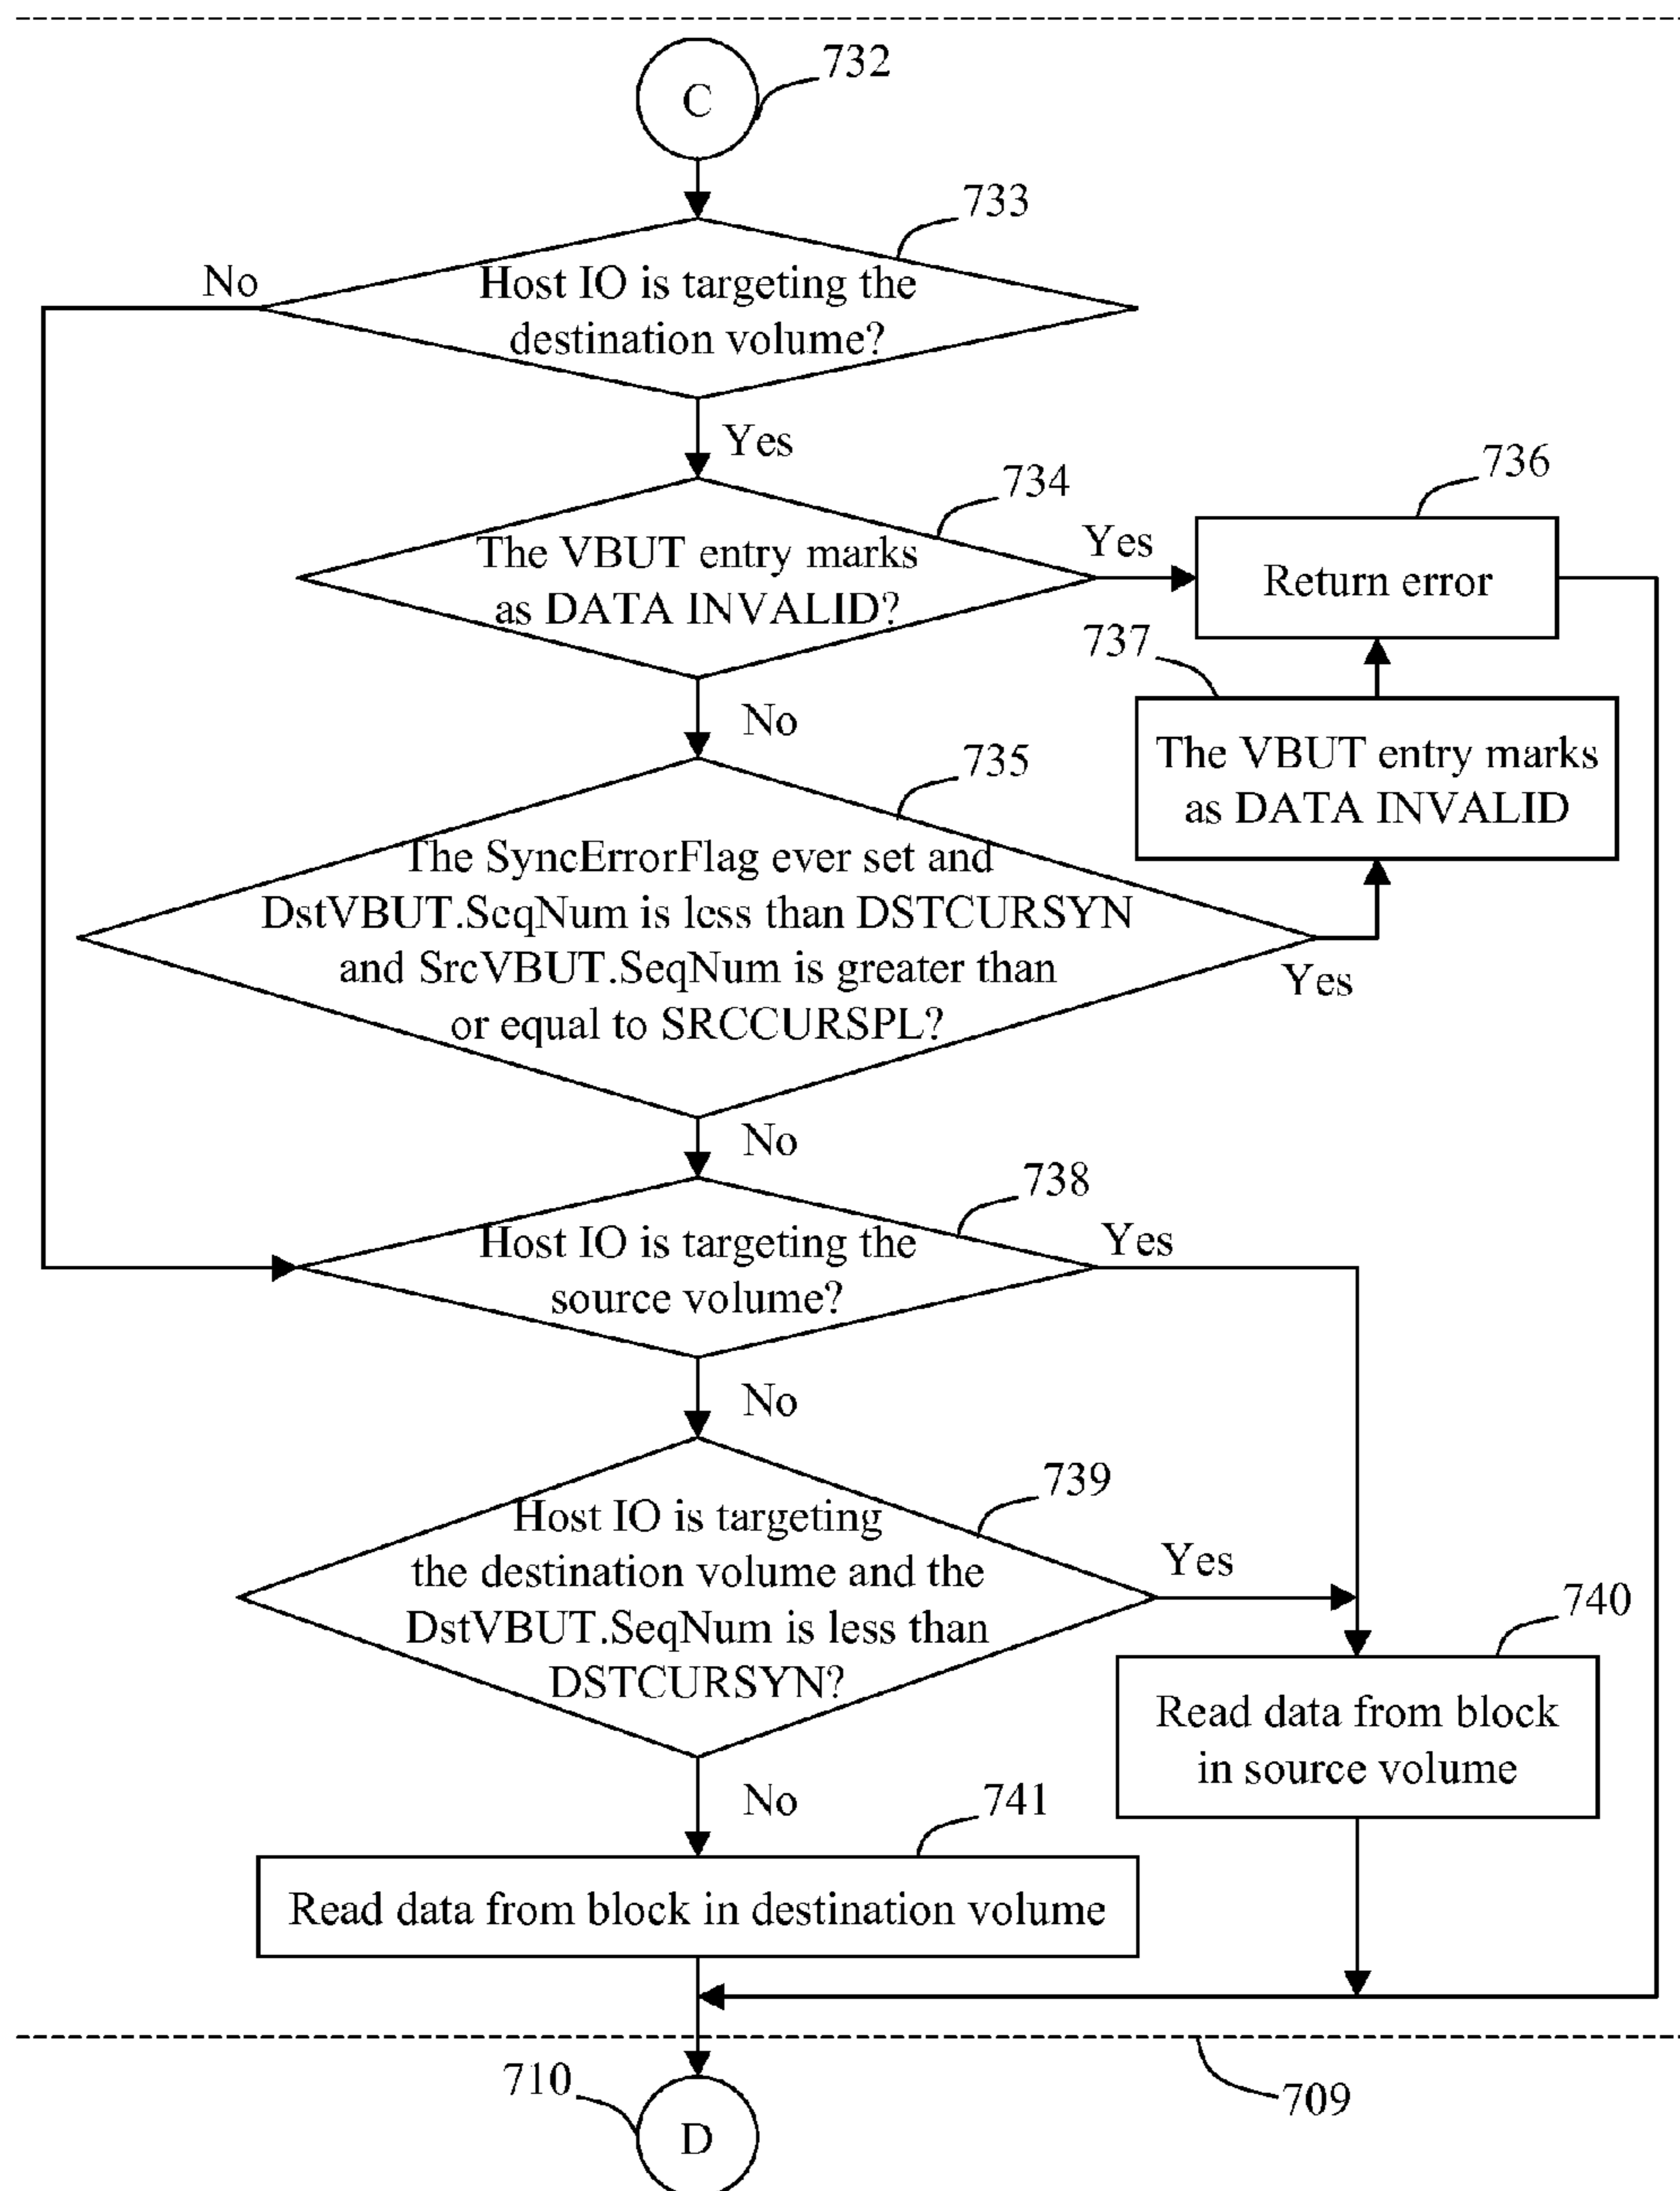 C
732
733
No
Host IO is targeting the
destination volume?
Yes
734
736
The VBUT entry marks
as DATA INVALID?
Yes
Return error
737
No
The VBUT entry marks
as DATA INVALID
735
The SyncErrorFlag ever set and
DstVBUT.SeqNum is less than DSTCURSYN
and SrcVBUT.SeqNum is greater than
or equal to SRCCURSPL?
Yes
No
738
Host IO is targeting the
source volume?
Yes
No
739
Host IO is targeting
the destination volume and the
DstVBUT.SeqNum is less than
DSTCURSYN?
Yes
740
Read data from block
in source volume
No
741
Read data from block in destination volume
710
D
709